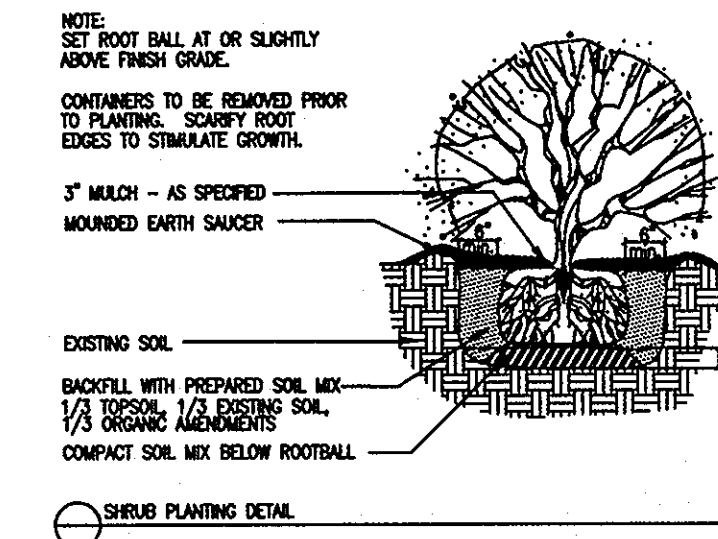 NOTE:
SET ROOT BALL AT OR SLIGHTLY
ABOVE FINISH GRADE.
CONTAINERS TO BE REMOVED PRIOR
TO PLANTING. SCARIFY ROOT
EDGES TO STIMULATE GROWTH.
3" MULCH - AS SPECIFIED
MOUNDED EARTH SAUCER
6"
min.
6"
min.
EXISTING SOIL
BACKFILL WITH PREPARED SOIL MIX
1/3 TOPSOIL, 1/3 EXISTING SOIL,
1/3 ORGANIC AMENDMENTS
COMPACT SOIL MIX BELOW ROOTBALL
SHRUB PLANTING DETAIL